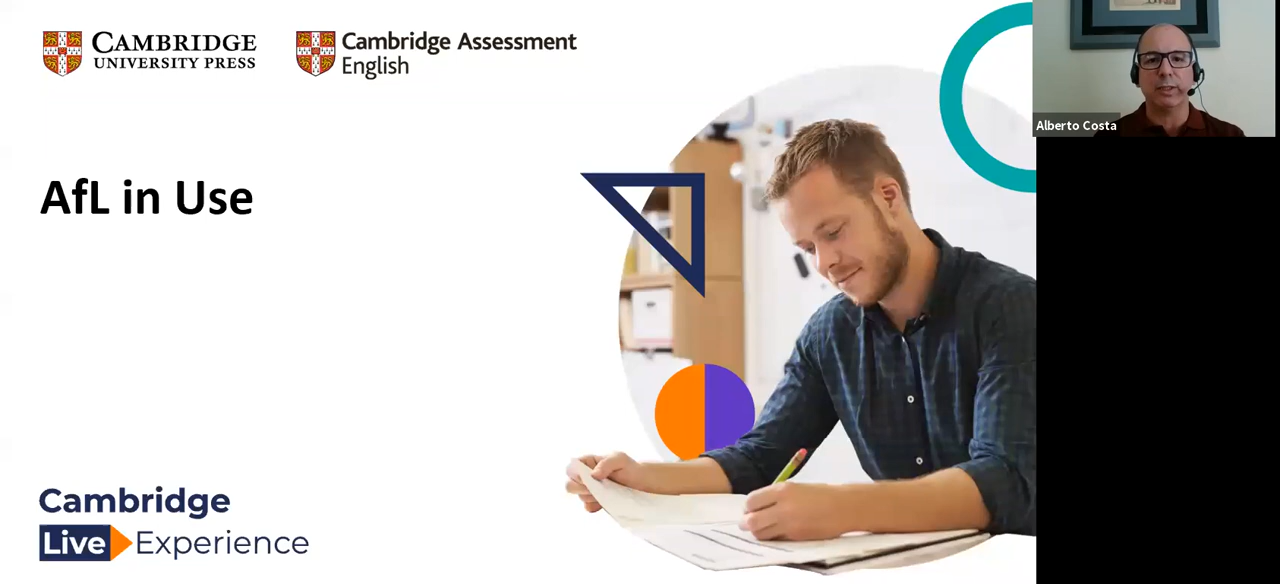 CAMBRIDGE
UNIVERSITY PRESS
Cambridge Assessment
English
Alberto Costa
AfL in Use
Cambridge
Live Experience